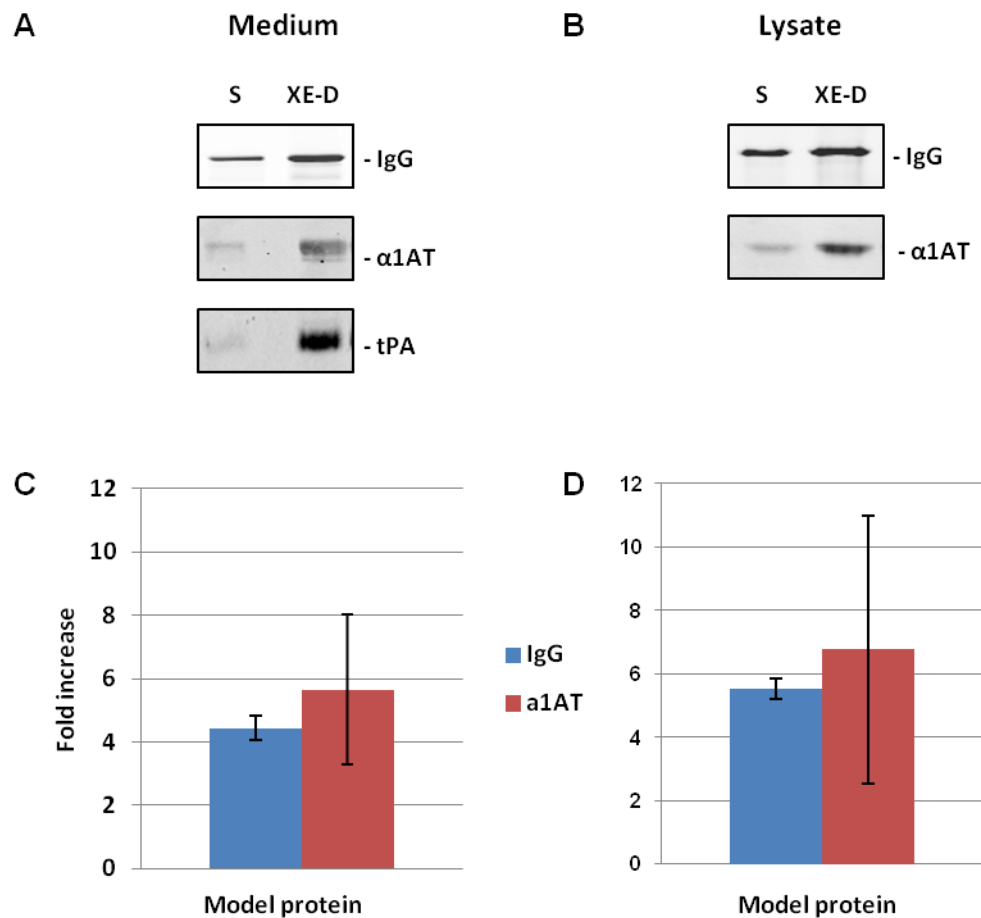 A Medium
S XE-D
- IgG
- α1AT
- tPA
B Lysate
S XE-D
- IgG
- α1AT
C
12
10
8
6
4
2
0
Fold increase
Model protein
IgG
a1AT
D
12
10
8
6
4
2
0
Model protein